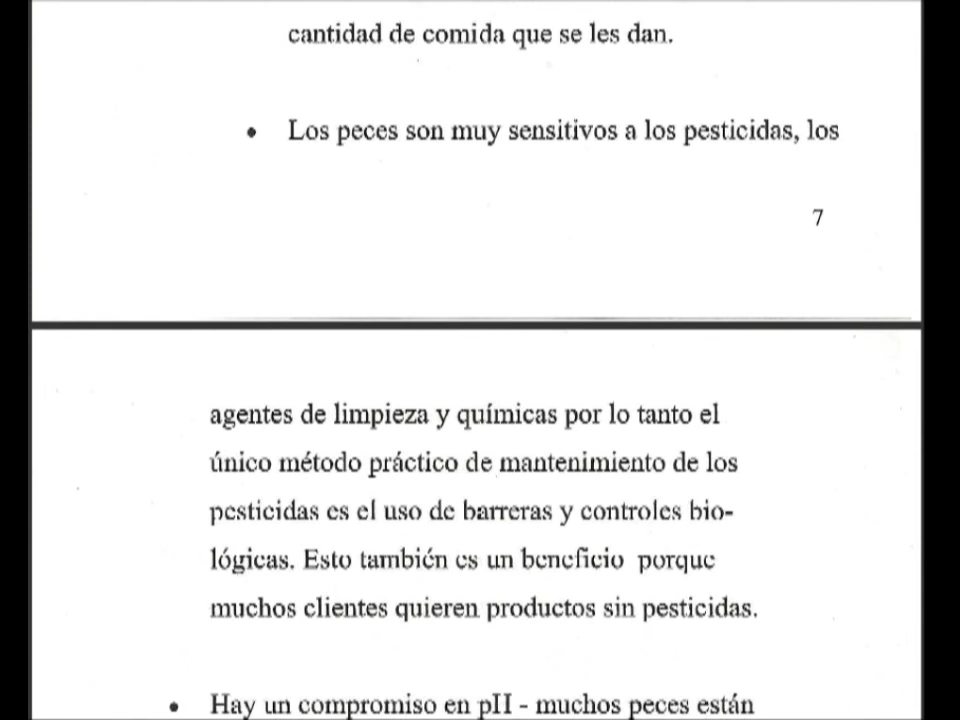 cantidad de comida que se les dan.
• Los peces son muy sensitivos a los pesticidas, los
7
agentes de limpieza y químicas por lo tanto el
único método práctico de mantenimiento de los
pesticidas es el uso de barreras y controles bio-
lógicas. Esto también es un beneficio porque
muchos clientes quieren productos sin pesticidas.
• Hay un compromiso en pH - muchos peces están